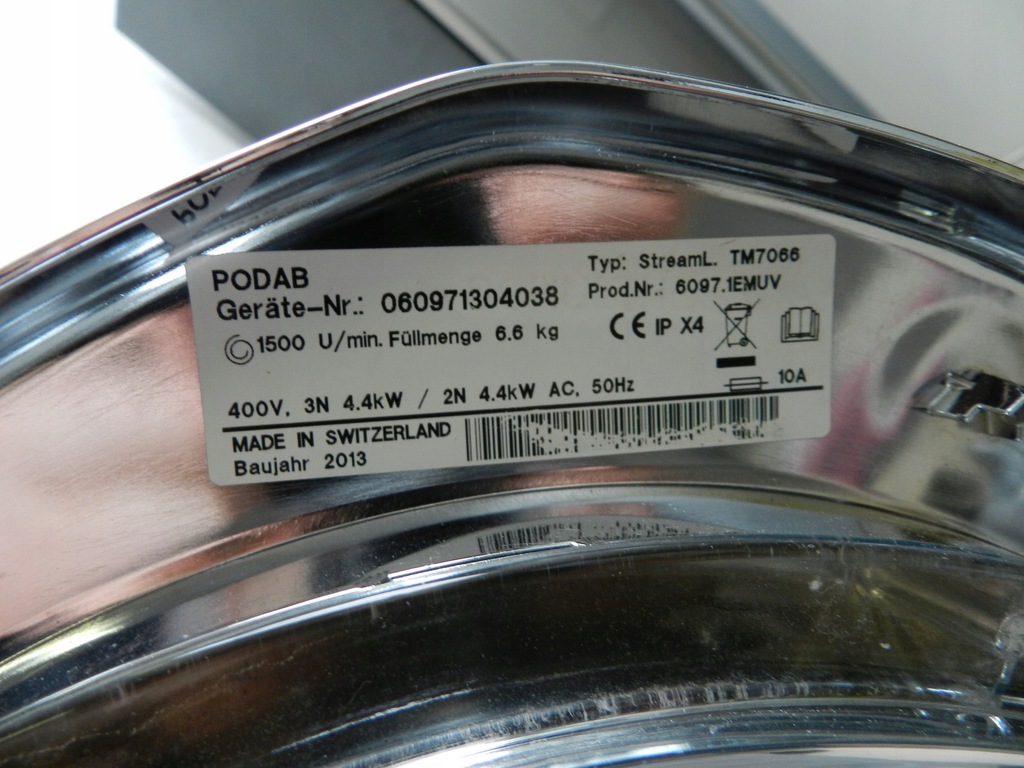 PODAB
Geräte-Nr.: 060971304038
1500 U/min. Füllmenge 6.6 kg
Typ: StreamL. TM7066
Prod.Nr.: 6097.1EMUV
CE IP X4
10A
400V, 3N 4.4kW / 2N 4.4kW AC, 50Hz
MADE IN SWITZERLAND
Baujahr 2013